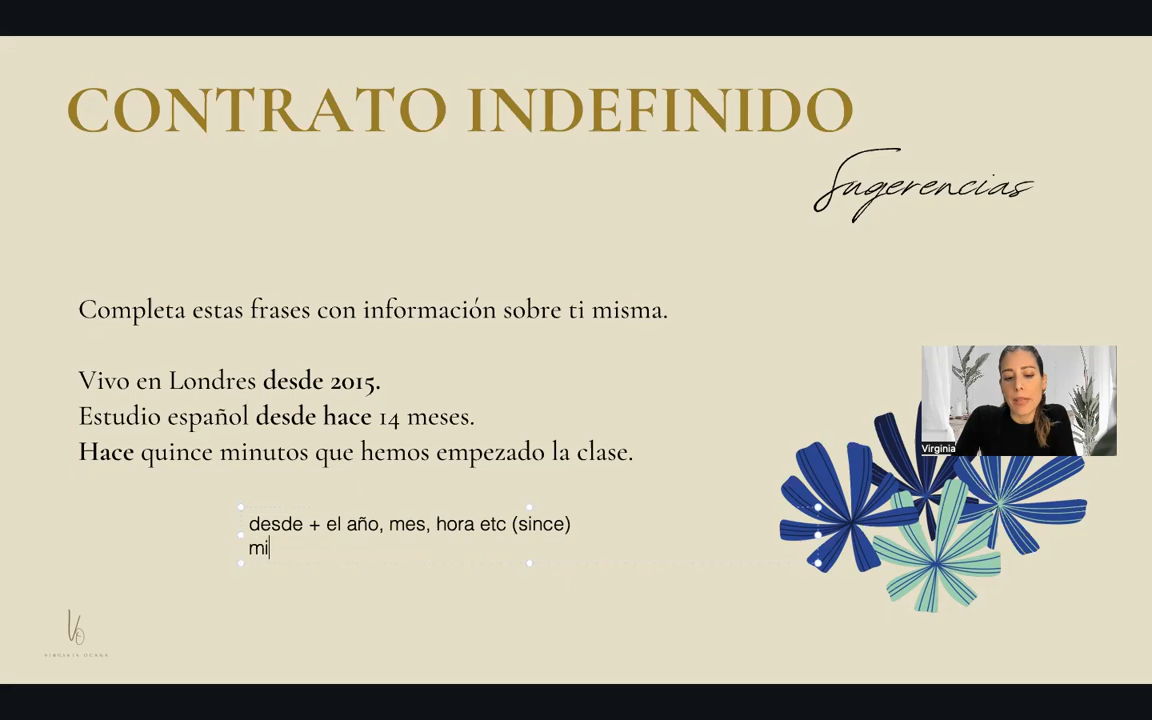 CONTRATO INDEFINIDO
Sugerencias
Completa estas frases con información sobre ti misma.
Vivo en Londres desde 2015.
Estudio español desde hace 14 meses.
Hace quince minutos que hemos empezado la clase.
Virginia
desde + el año, mes, hora etc (since)
mi
VIRGINIA OCAÑA